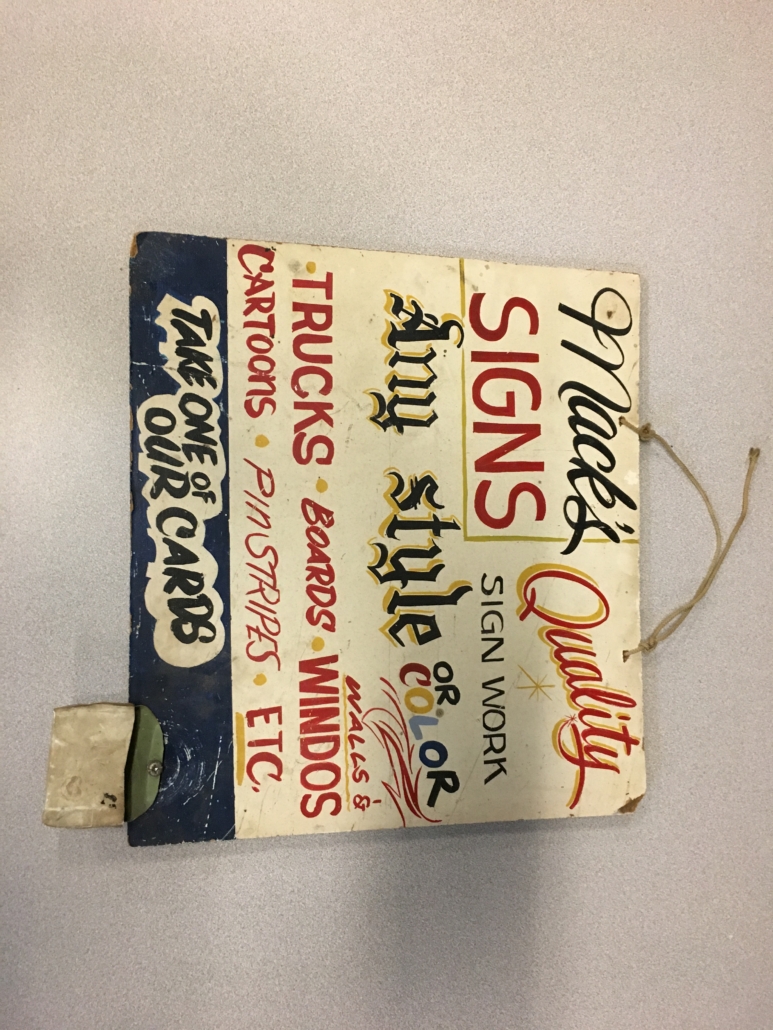 Mack's Quality
SIGNS
SIGN WORK
Any style OR COLOR
WALLS &
• TRUCKS • BOARDS • WINDOS
CARTOONS • PINSTRIPES • ETC.
TAKE ONE OF
OUR CARDS